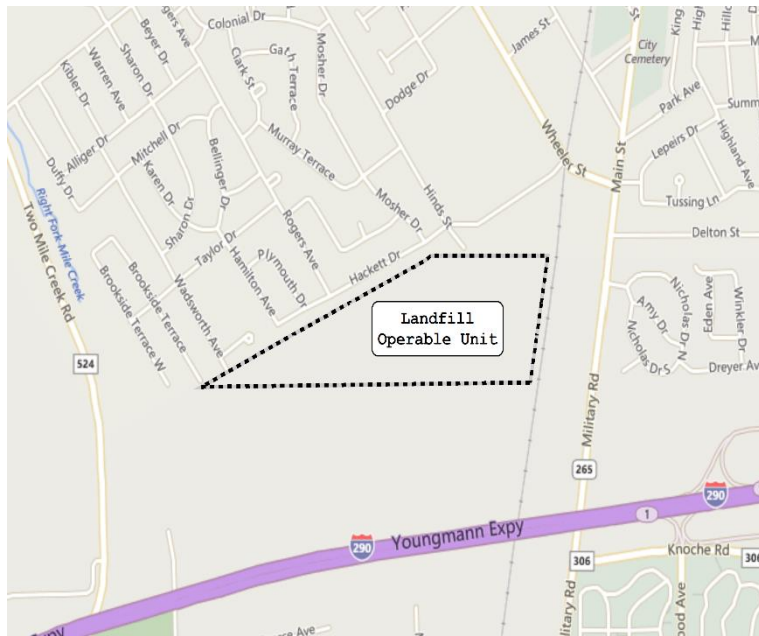 Colonial Dr
Rogers Ave
Beyer Dr
Sharon Dr
Warren Ave
Kibler Dr
Clark St
Mosher Dr
Dodge Dr
James St
City
Cemetery
Park Ave
Lepeirs Dr
Highland Ave
Tussing Ln
Wheeler St
Main St
Delton St
Alliger Dr
Mitchell Dr
Duffy Dr
Karen Dr
Bellinger Dr
Murray Terrace
Mosher Dr
Hinds St
Right Fork Mile Creek
Sharon Dr
Taylor Dr
Rogers Ave
Plymouth Dr
Hamilton Ave
Hackett Dr
Wadsworth Ave
Brookside Terrace
Brookside Terrace W
Two Mile Creek Rd
Landfill
Operable Unit
Amy Dr
Nicholas Dr N
Nicholas Dr S
Eden Ave
Winkler Dr
Dreyer Ave
524
Military Rd
265
290
1
Youngmann Expy
290
306
Knoche Rd
306